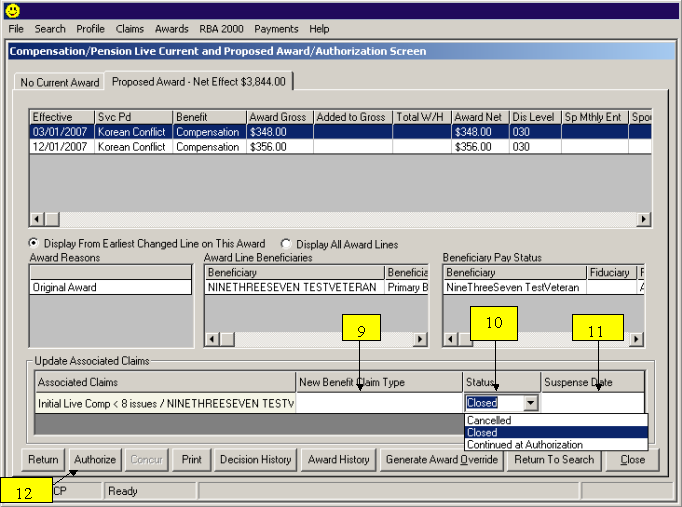 File Search Profile Claims Awards RBA 2000 Payments Help
Compensation/Pension Live Current and Proposed Award/Authorization Screen
No Current Award Proposed Award - Net Effect $3,844.00
Effective Svc Pd Benefit Award Gross Added to Gross Total W/H Award Net Dis Level Sp Mthly Ent Spou
03/01/2007 Korean Conflict Compensation $348.00 $348.00 030
12/01/2007 Korean Conflict Compensation $356.00 $356.00 030
Display From Earliest Changed Line on This Award Display All Award Lines
Award Reasons Award Line Beneficiaries Beneficiary Pay Status
Beneficiary Beneficia Beneficiary Fiduciary
Original Award NINETHREESEVEN TESTVETERAN Primary B NineThreeSeven TestVeteran
9 10 11
Update Associated Claims
Associated Claims New Benefit Claim Type Status Suspense Date
Initial Live Comp < 8 issues / NINETHREESEVEN TESTV Closed
Cancelled
Closed
Continued at Authorization
Return Authorize Concur Print Decision History Award History Generate Award Override Return To Search Close
12 CP Ready